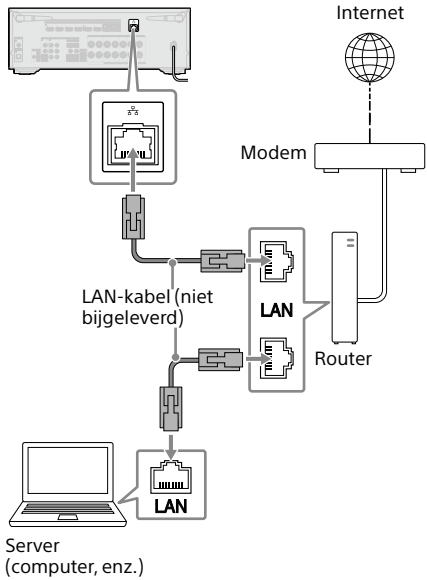 Internet
Modem
LAN-kabel (niet
bijgeleverd)
LAN
Router
LAN
Server
(computer, enz.)